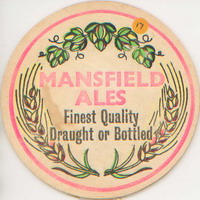 17
MANSFIELD
ALES
Finest Quality
Draught or Bottled